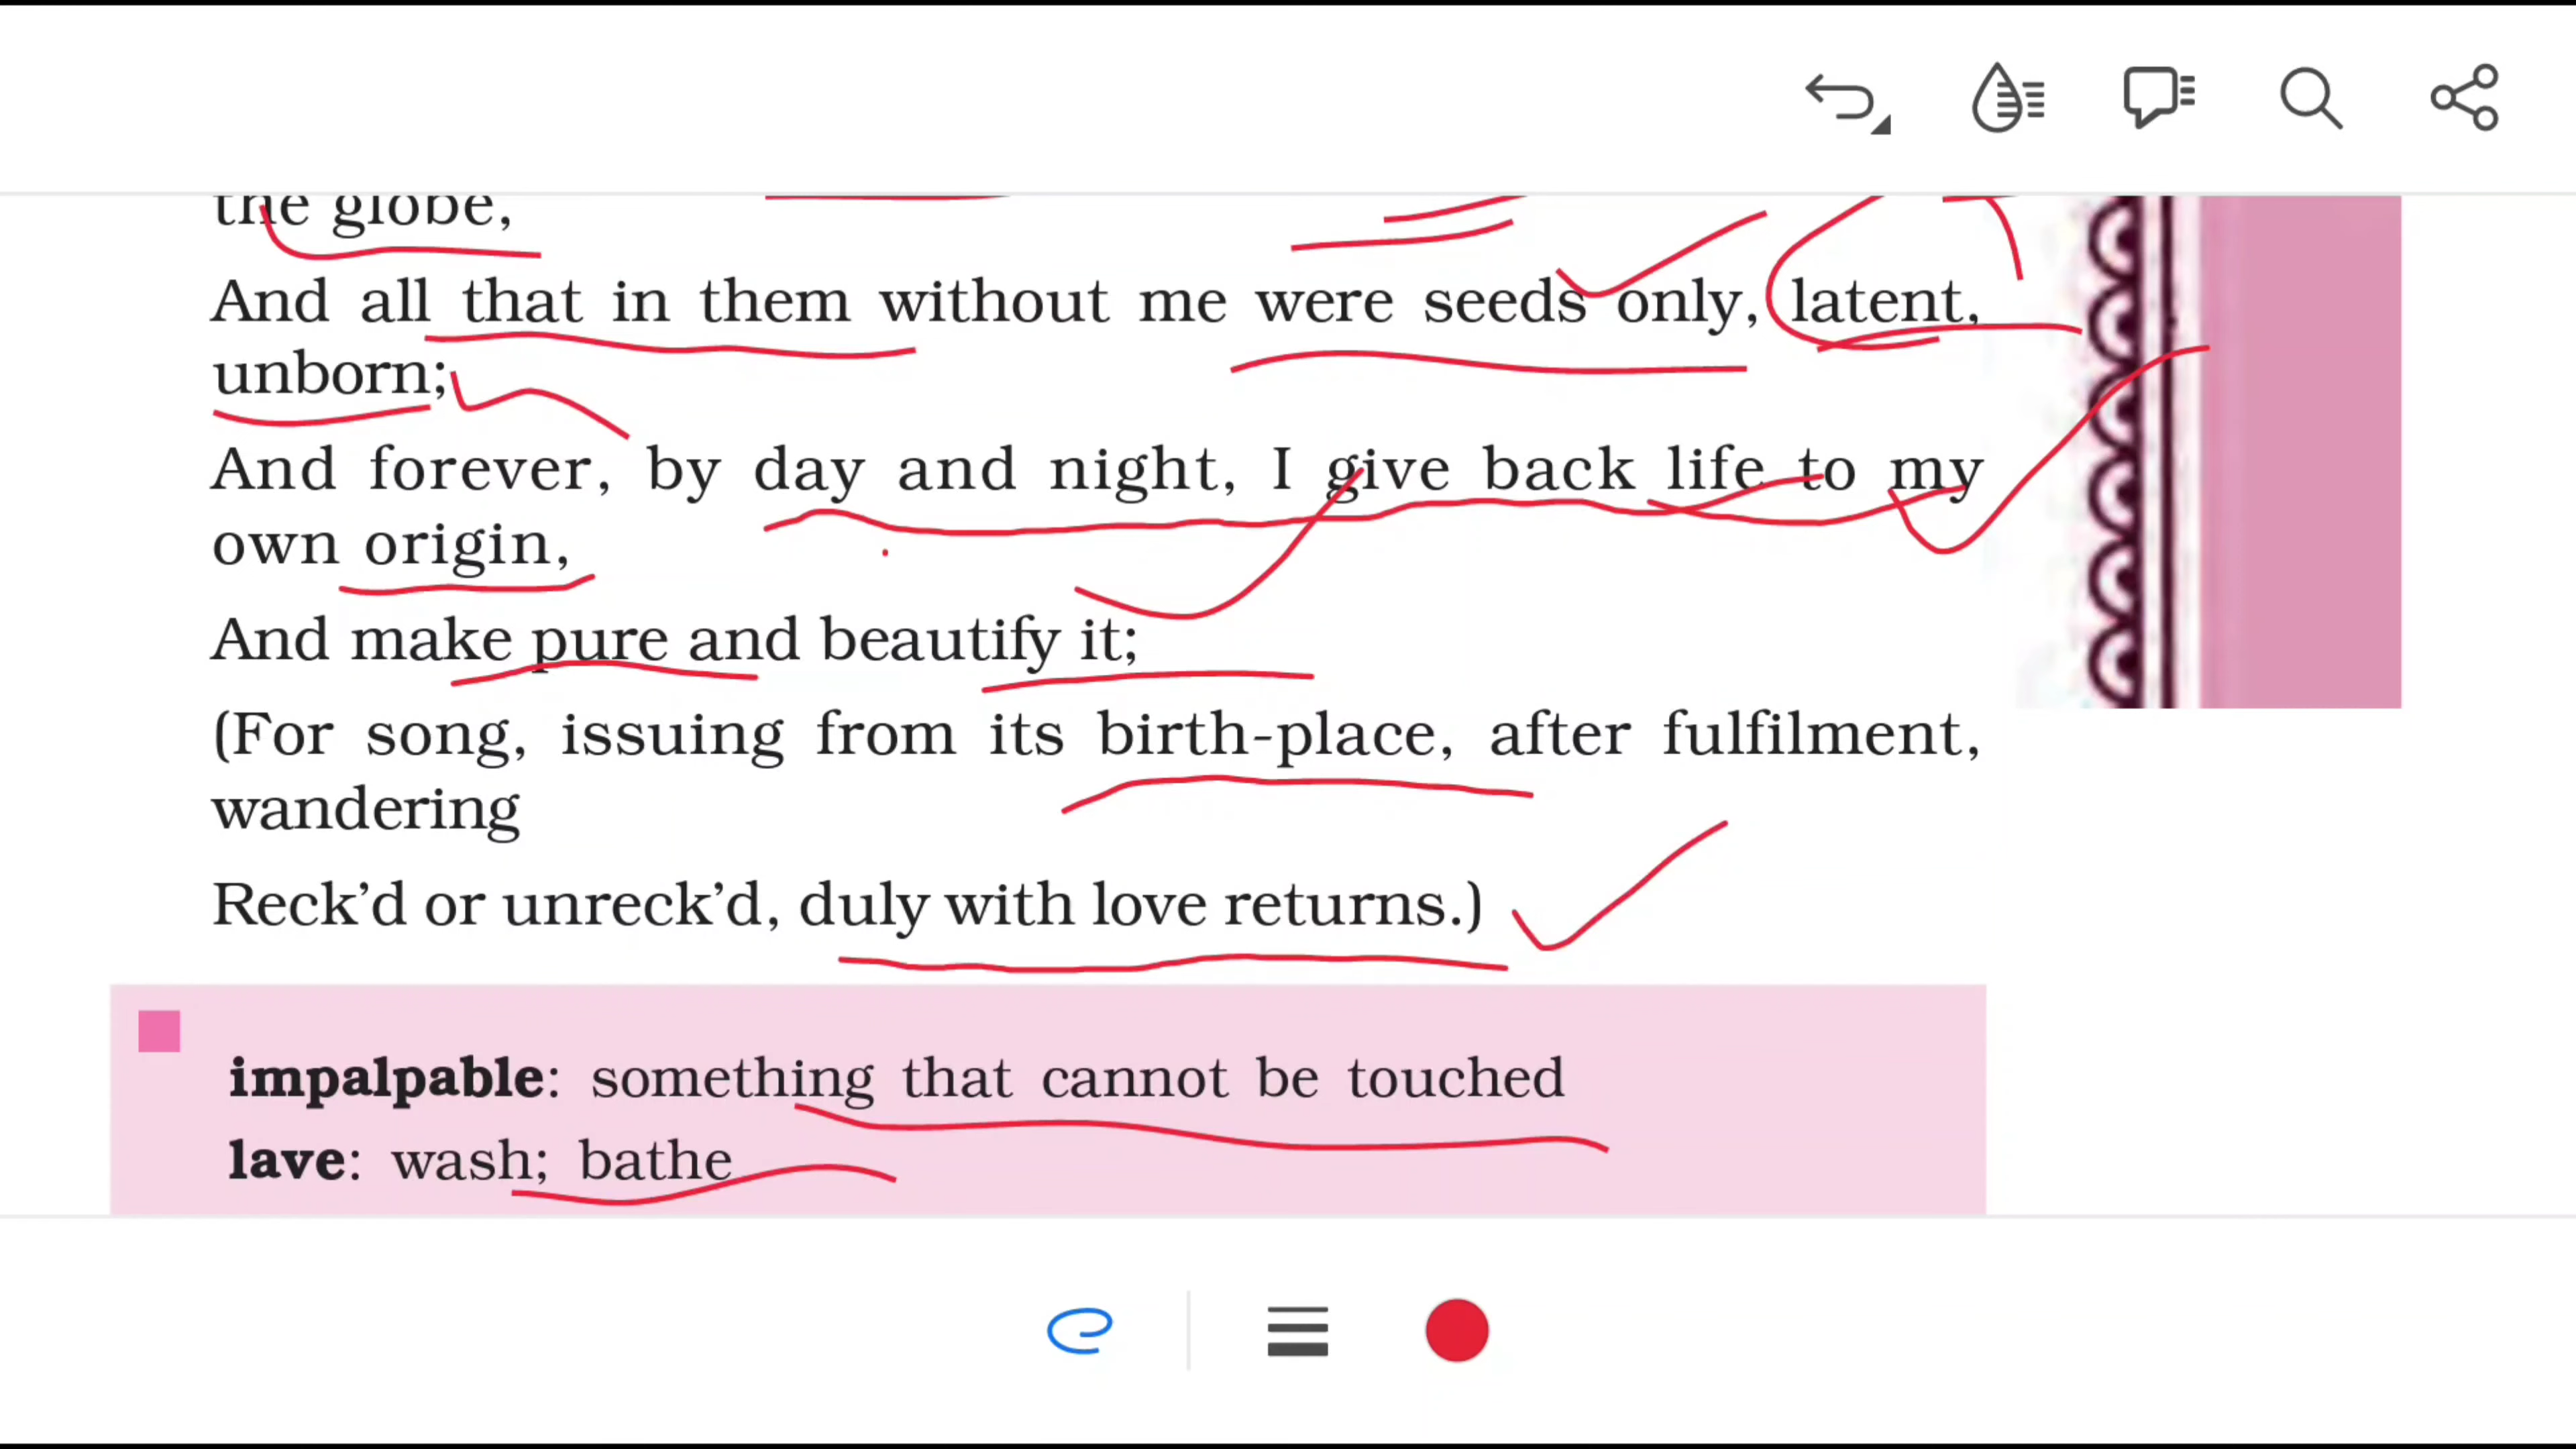 the globe,
And all that in them without me were seeds only, latent,
unborn;
And forever, by day and night, I give back life to my
own origin,
And make pure and beautify it;
(For song, issuing from its birth-place, after fulfilment,
wandering
Reck’d or unreck’d, duly with love returns.)
impalpable: something that cannot be touched
lave: wash; bathe